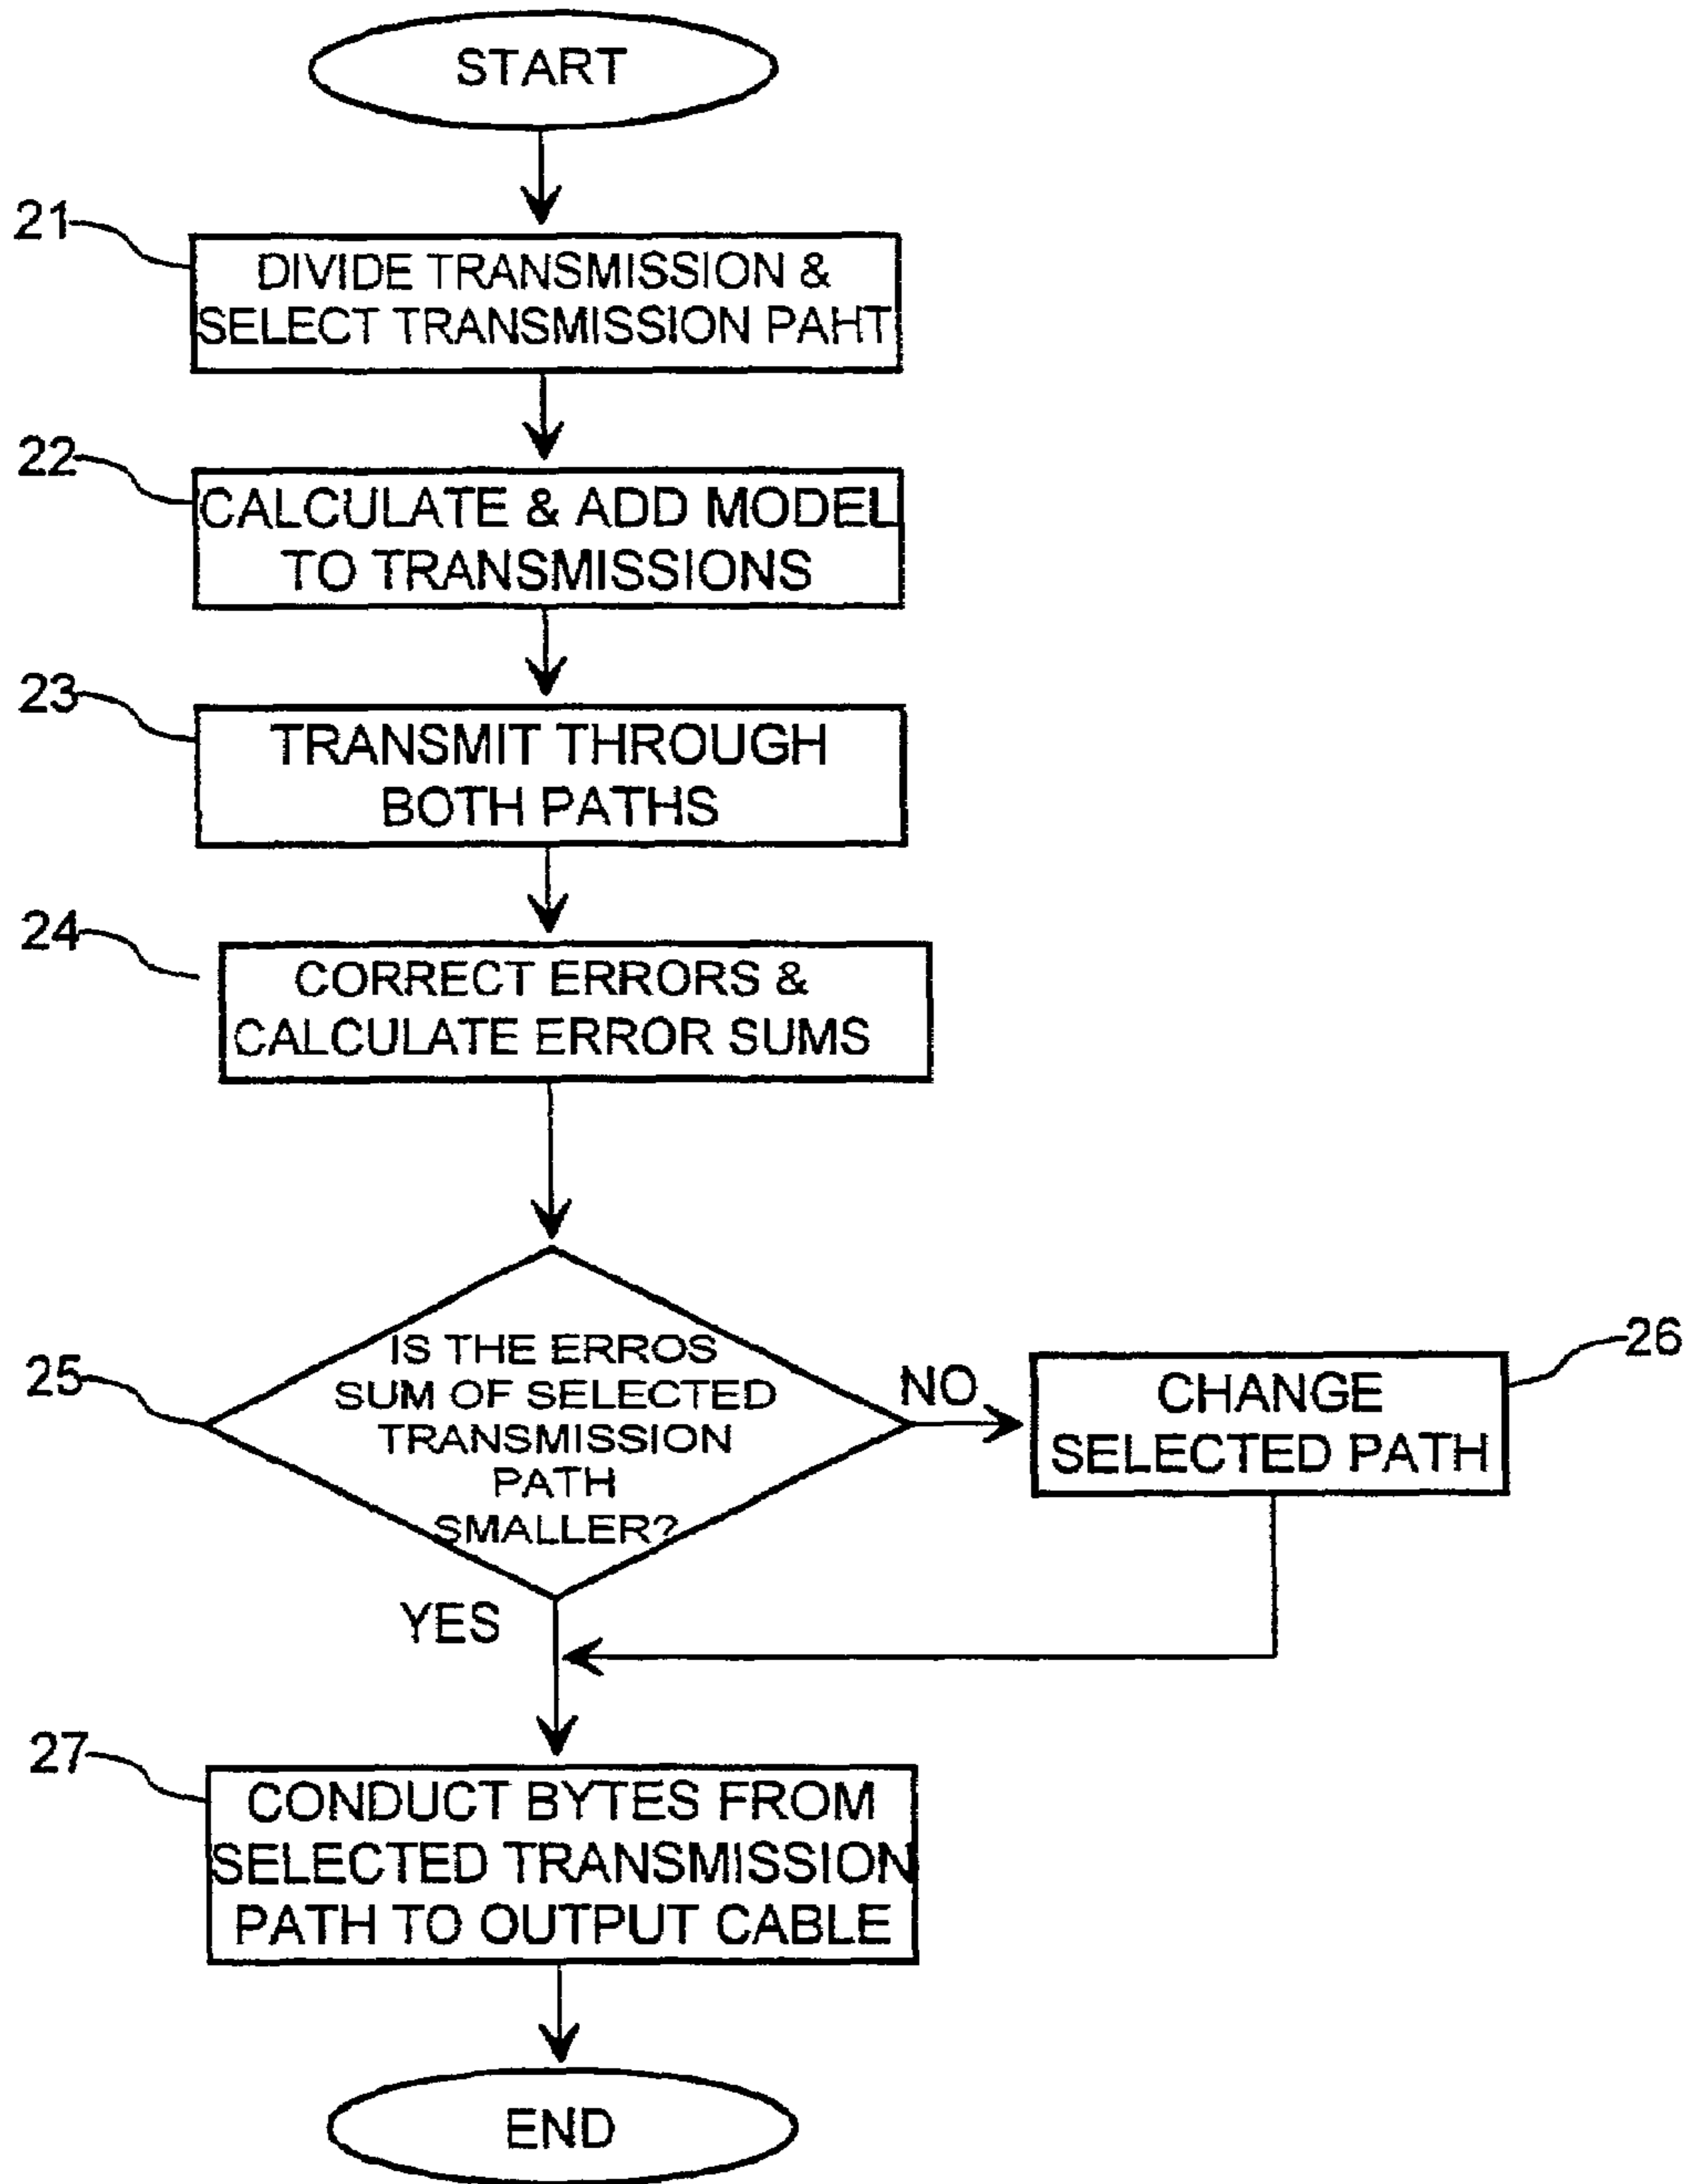 START
21
DIVIDE TRANSMISSION &
SELECT TRANSMISSION PAHT
22
CALCULATE & ADD MODEL
TO TRANSMISSIONS
23
TRANSMIT THROUGH
BOTH PATHS
24
CORRECT ERRORS &
CALCULATE ERROR SUMS
25
IS THE ERROS
SUM OF SELECTED
TRANSMISSION
PATH
SMALLER?
NO
26
CHANGE
SELECTED PATH
YES
27
CONDUCT BYTES FROM
SELECTED TRANSMISSION
PATH TO OUTPUT CABLE
END